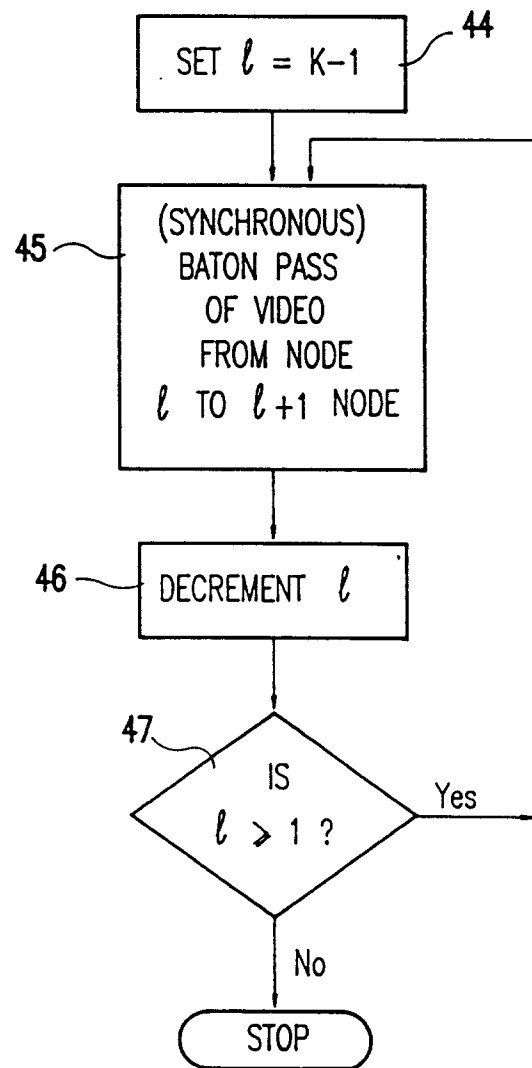 44
SET ℓ = K-1
45
(SYNCHRONOUS)
BATON PASS
OF VIDEO
FROM NODE
ℓ TO ℓ+1 NODE
46
DECREMENT ℓ
47
IS
ℓ ⩾ 1 ?
Yes
No
STOP